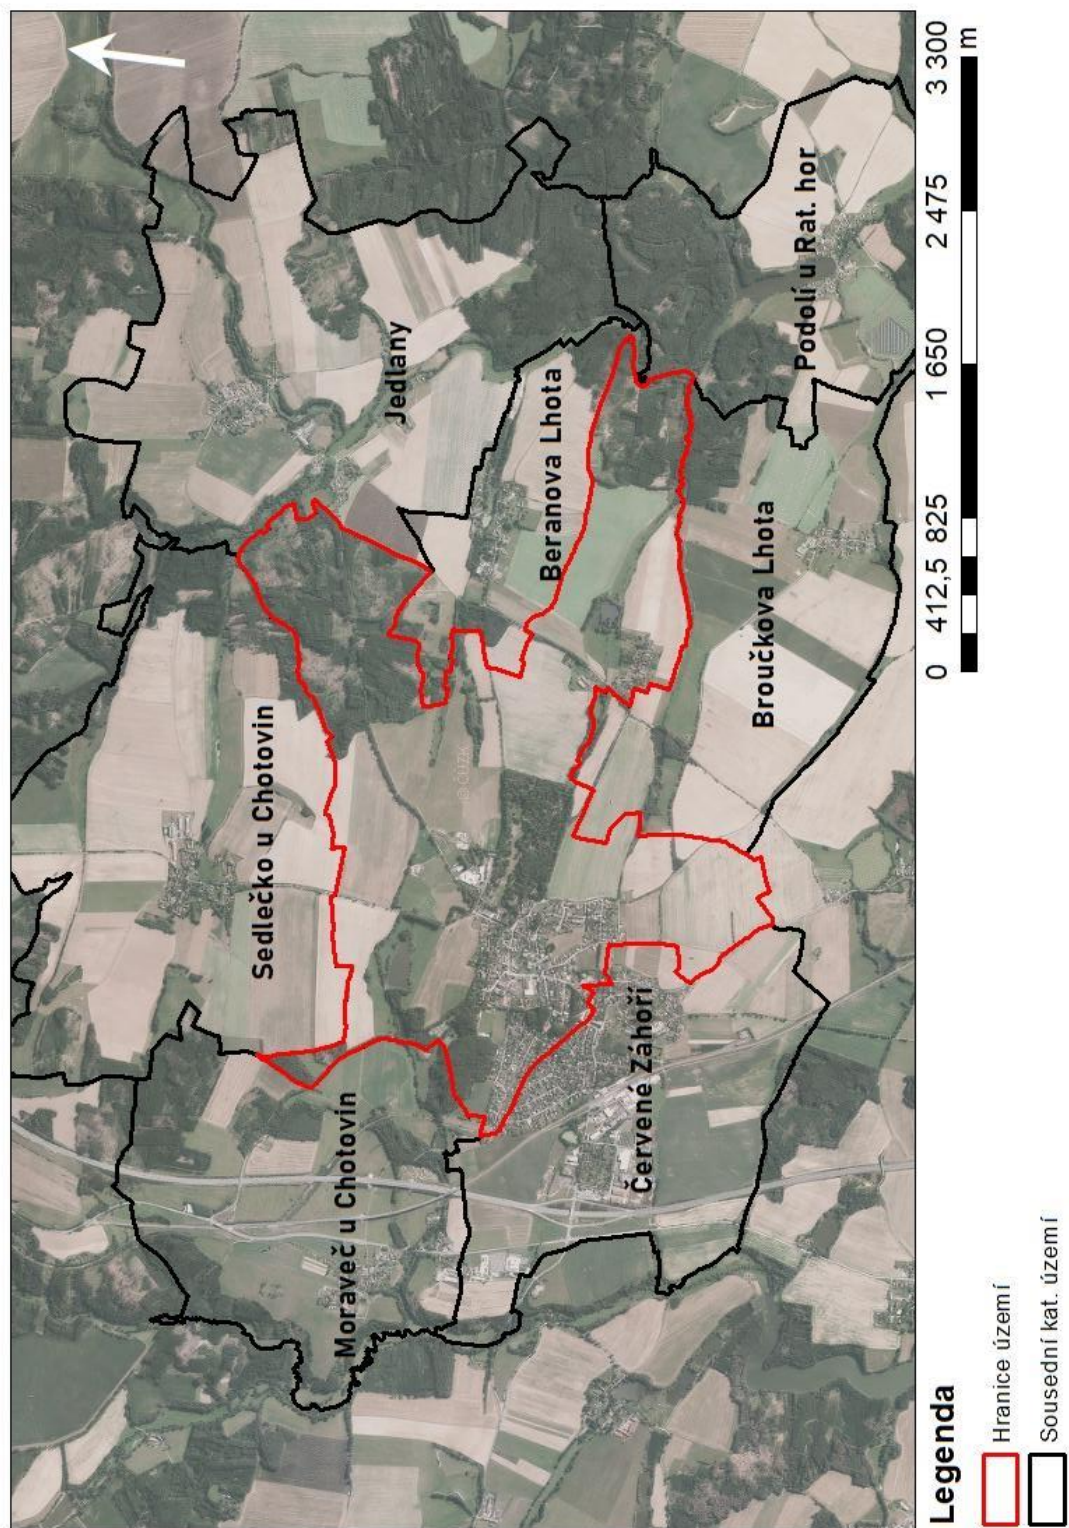 Sedlečko u Chotovin
Moraveč u Chotovin
Jedlany
Beranova Lhota
Červené Záhoří
Broučkova Lhota
Podolí u Rat. hor
Legenda
Hranice území
Sousední kat. území
0 412,5 825 1 650 2 475 3 300
m